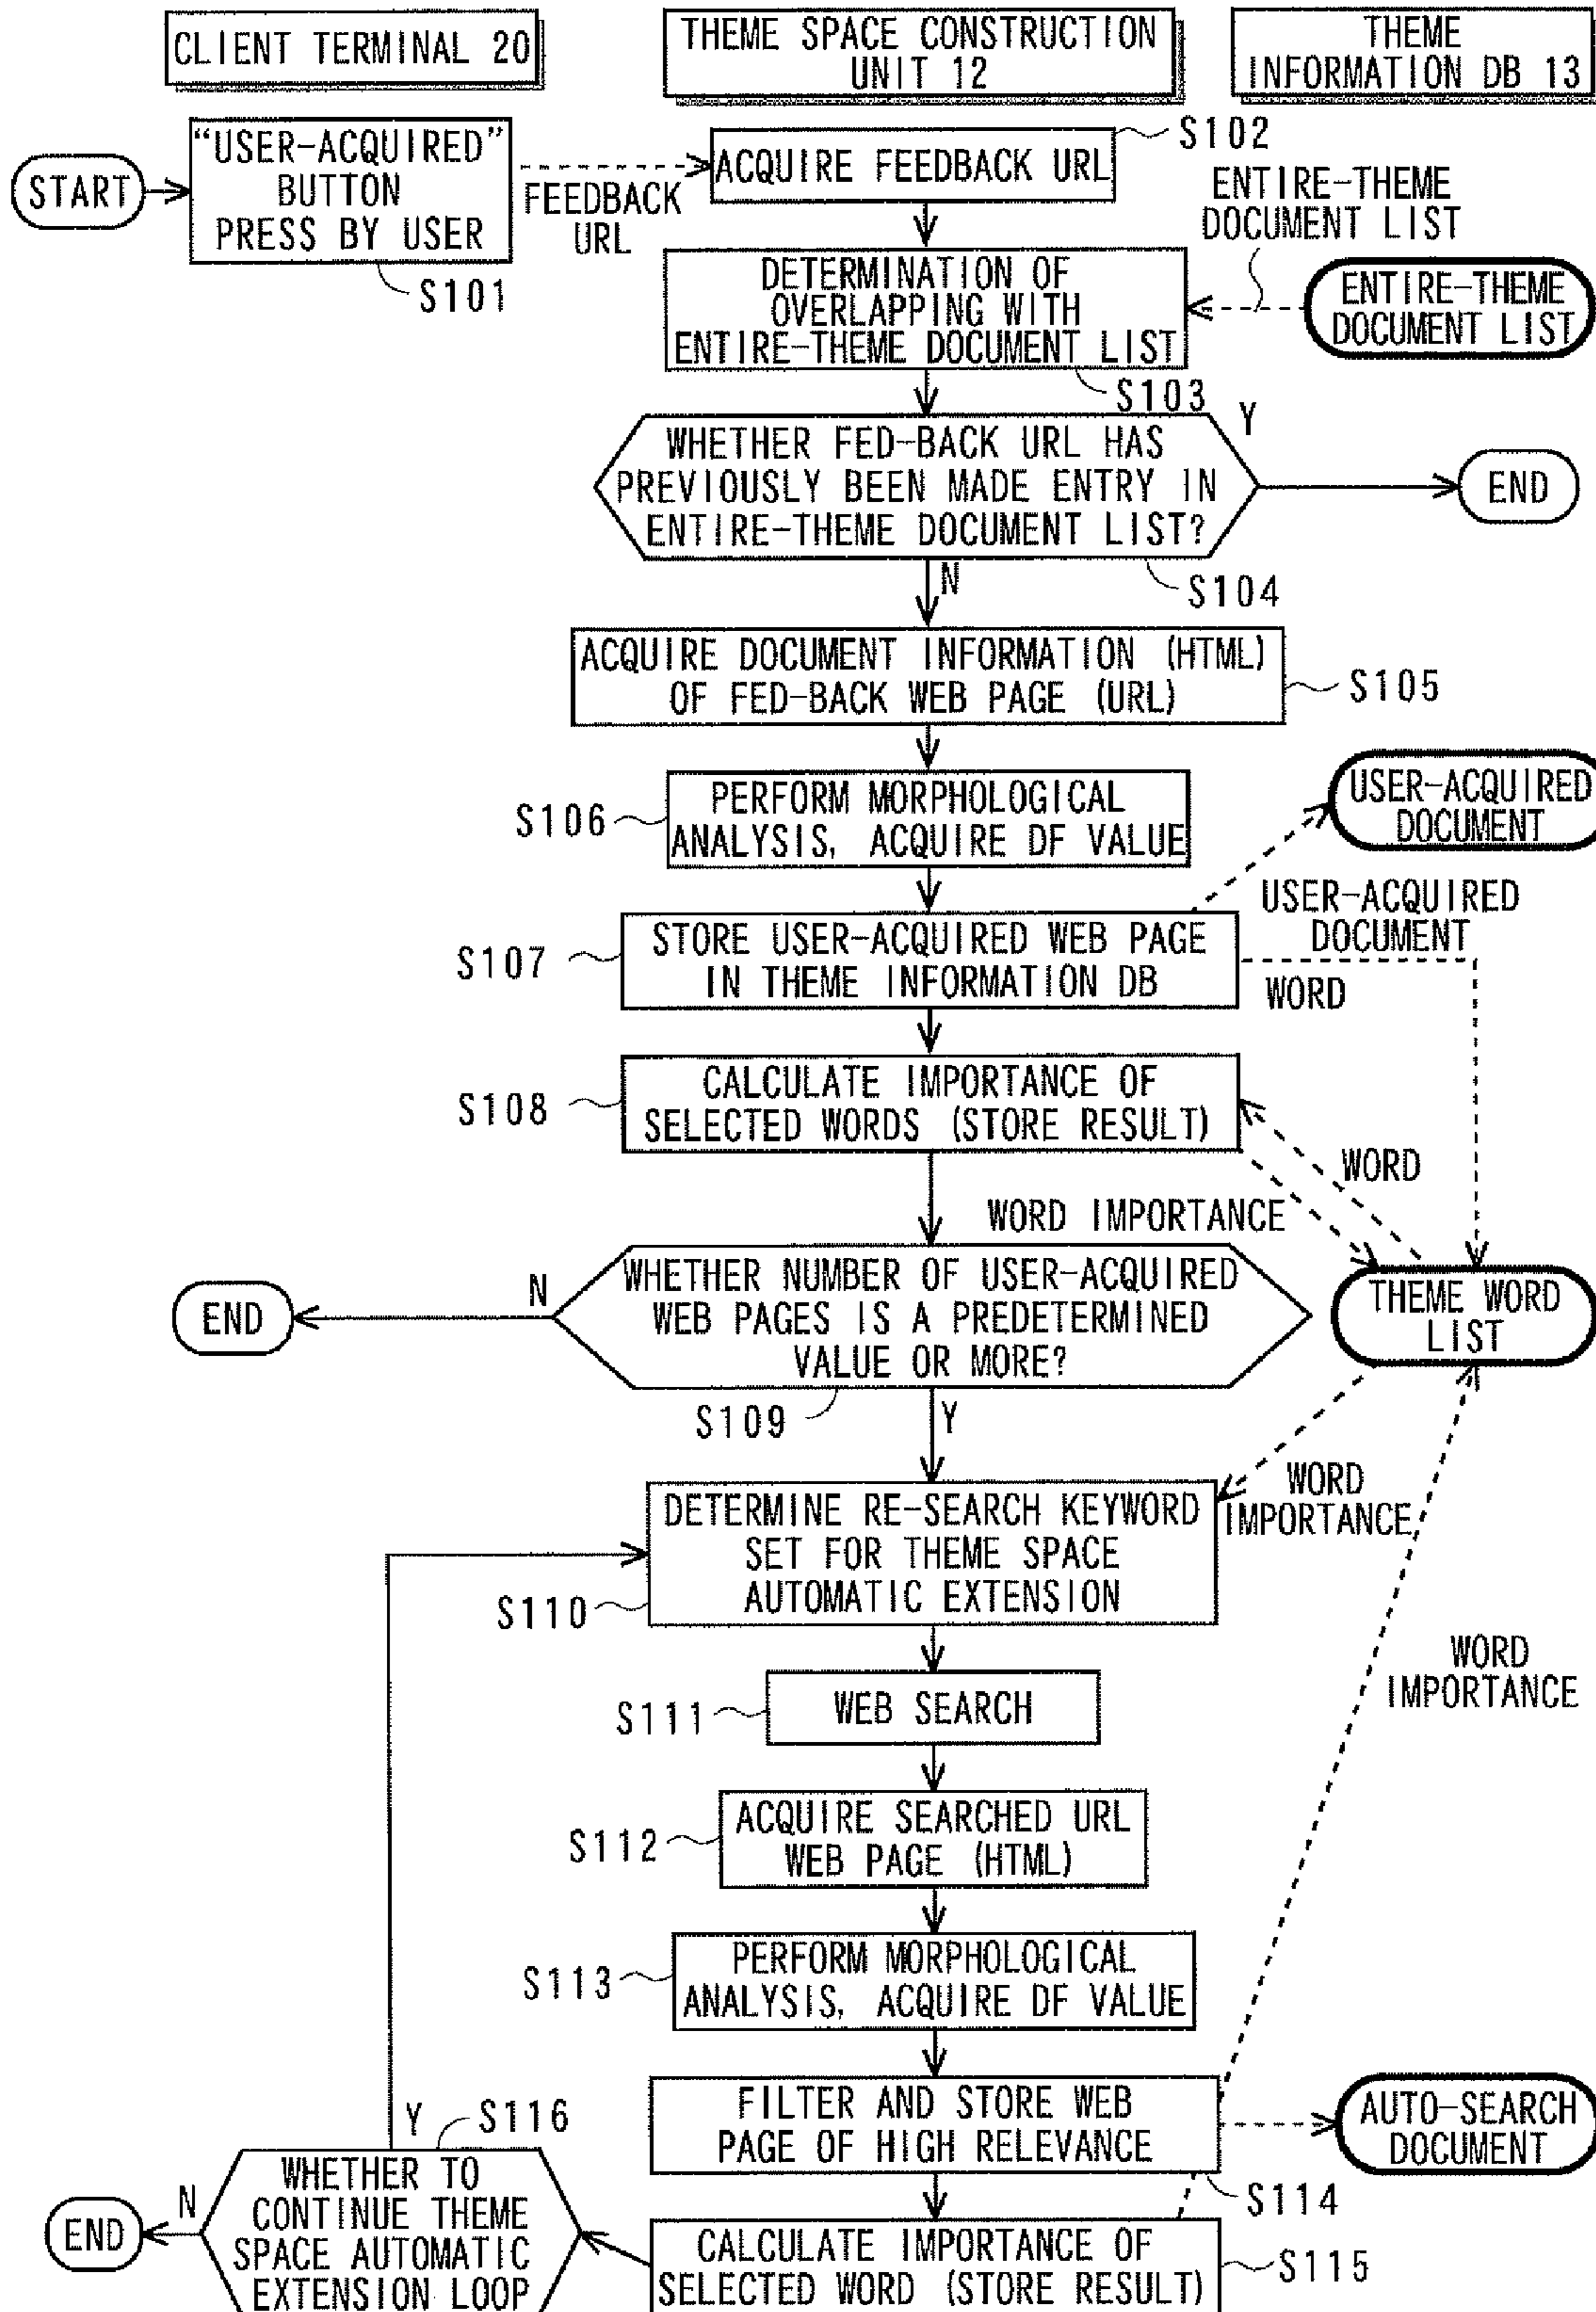 CLIENT TERMINAL 20
THEME SPACE CONSTRUCTION
UNIT 12
THEME
INFORMATION DB 13
START
"USER-ACQUIRED"
BUTTON
PRESS BY USER
S101
FEEDBACK
URL
ACQUIRE FEEDBACK URL
S102
ENTIRE-THEME
DOCUMENT LIST
DETERMINATION OF
OVERLAPPING WITH
ENTIRE-THEME DOCUMENT LIST
S103
ENTIRE-THEME
DOCUMENT LIST
WHETHER FED-BACK URL HAS
PREVIOUSLY BEEN MADE ENTRY IN
ENTIRE-THEME DOCUMENT LIST?
Y
END
N
S104
ACQUIRE DOCUMENT INFORMATION (HTML)
OF FED-BACK WEB PAGE (URL)
S105
S106
PERFORM MORPHOLOGICAL
ANALYSIS, ACQUIRE DF VALUE
USER-ACQUIRED
DOCUMENT
S107
STORE USER-ACQUIRED WEB PAGE
IN THEME INFORMATION DB
USER-ACQUIRED
DOCUMENT
WORD
S108
CALCULATE IMPORTANCE OF
SELECTED WORDS (STORE RESULT)
WORD
WORD IMPORTANCE
END
N
WHETHER NUMBER OF USER-ACQUIRED
WEB PAGES IS A PREDETERMINED
VALUE OR MORE?
THEME WORD
LIST
S109
Y
DETERMINE RE-SEARCH KEYWORD
SET FOR THEME SPACE
AUTOMATIC EXTENSION
WORD
IMPORTANCE
S110
WORD
IMPORTANCE
S111
WEB SEARCH
S112
ACQUIRE SEARCHED URL
WEB PAGE (HTML)
S113
PERFORM MORPHOLOGICAL
ANALYSIS, ACQUIRE DF VALUE
FILTER AND STORE WEB
PAGE OF HIGH RELEVANCE
AUTO-SEARCH
DOCUMENT
S114
Y
S116
END
N
WHETHER TO
CONTINUE THEME
SPACE AUTOMATIC
EXTENSION LOOP
CALCULATE IMPORTANCE OF
SELECTED WORD (STORE RESULT)
S115